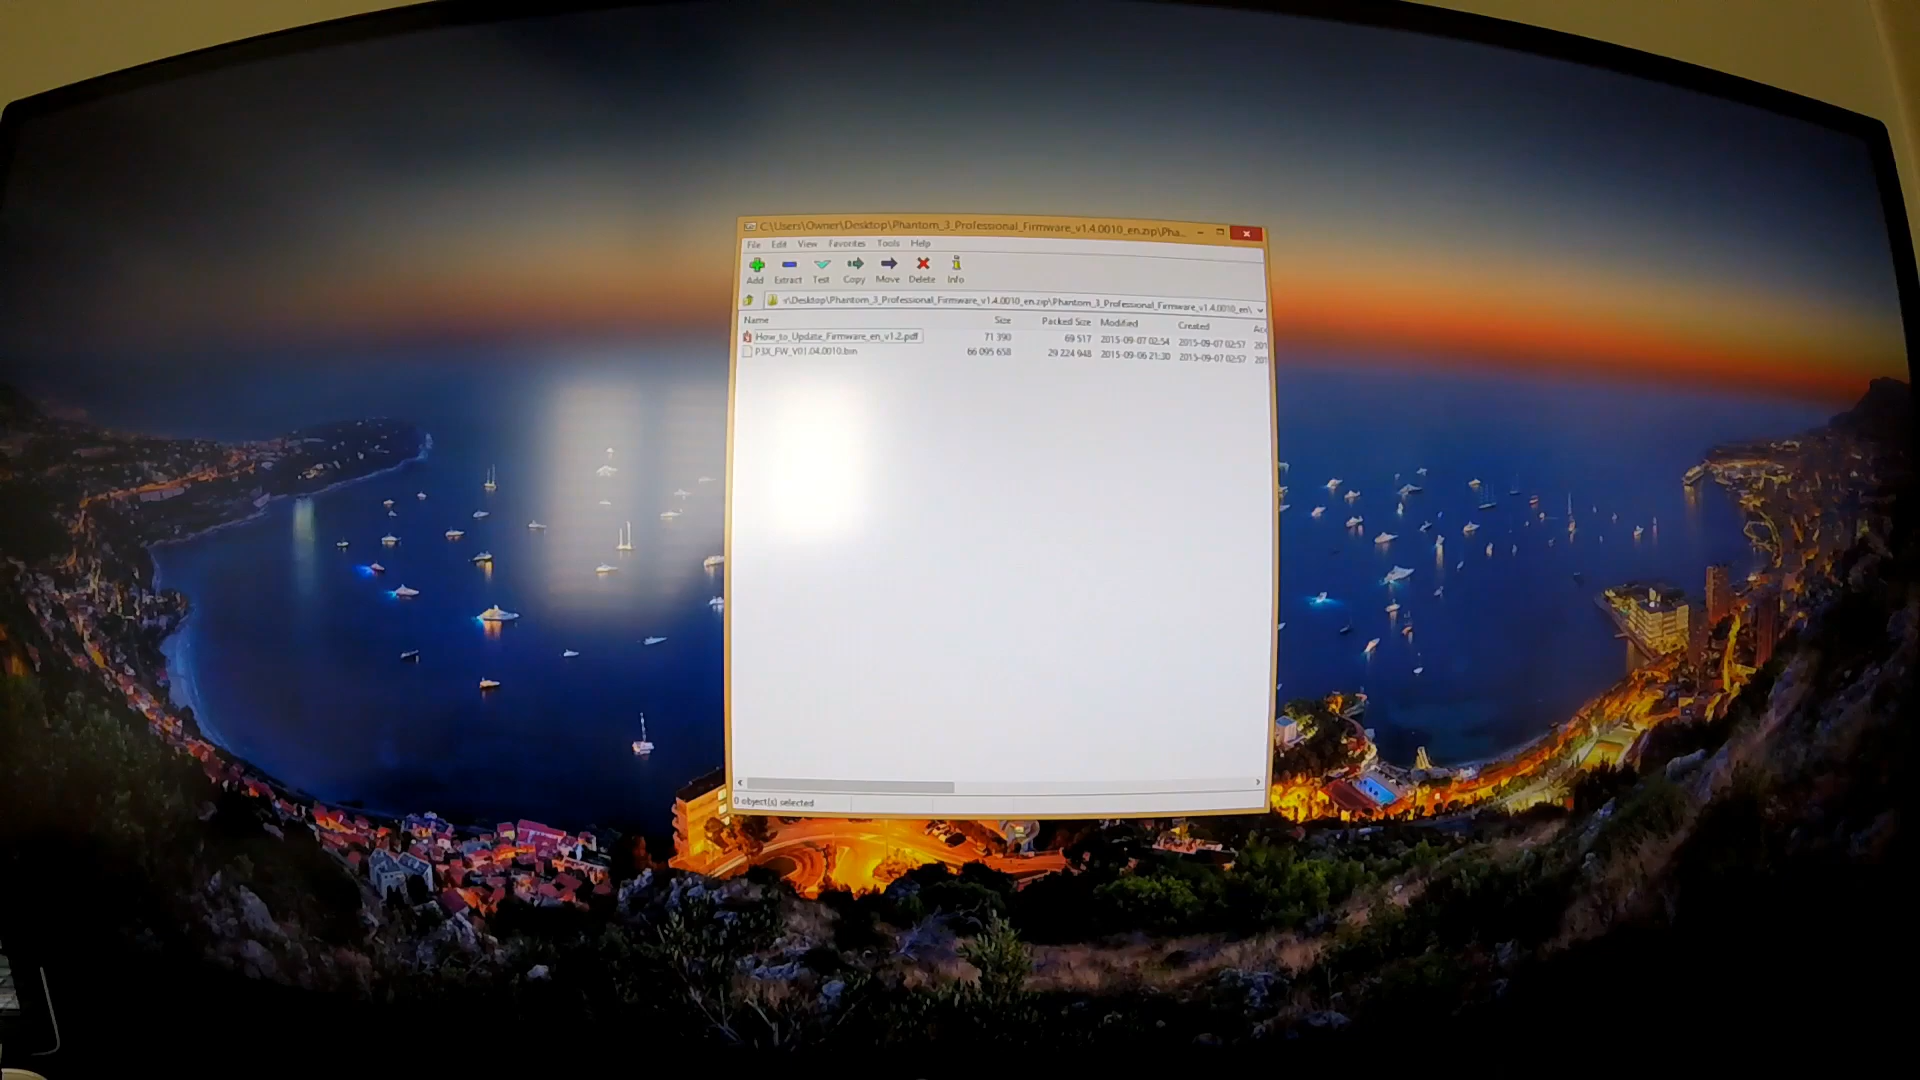 C:\Users\Owner\Desktop\Phantom_3_Professional_Firmware_v1.4.0010_en.zip\Pha...
File Edit View Favorites Tools Help
Add Extract Test Copy Move Delete Info
r\Desktop\Phantom_3_Professional_Firmware_v1.4.0010_en.zip\Phantom_3_Professional_Firmware_v1.4.0010_en\
Name Size Packed Size Modified Created Ac
How_to_Update_Firmware_en_v1.2.pdf 71 390 69 517 2015-09-07 02:54 2015-09-07 02:57 201
P3X_FW_V01.04.0010.bin 66 095 658 29 224 948 2015-09-06 21:30 2015-09-07 02:57 201
0 object(s) selected